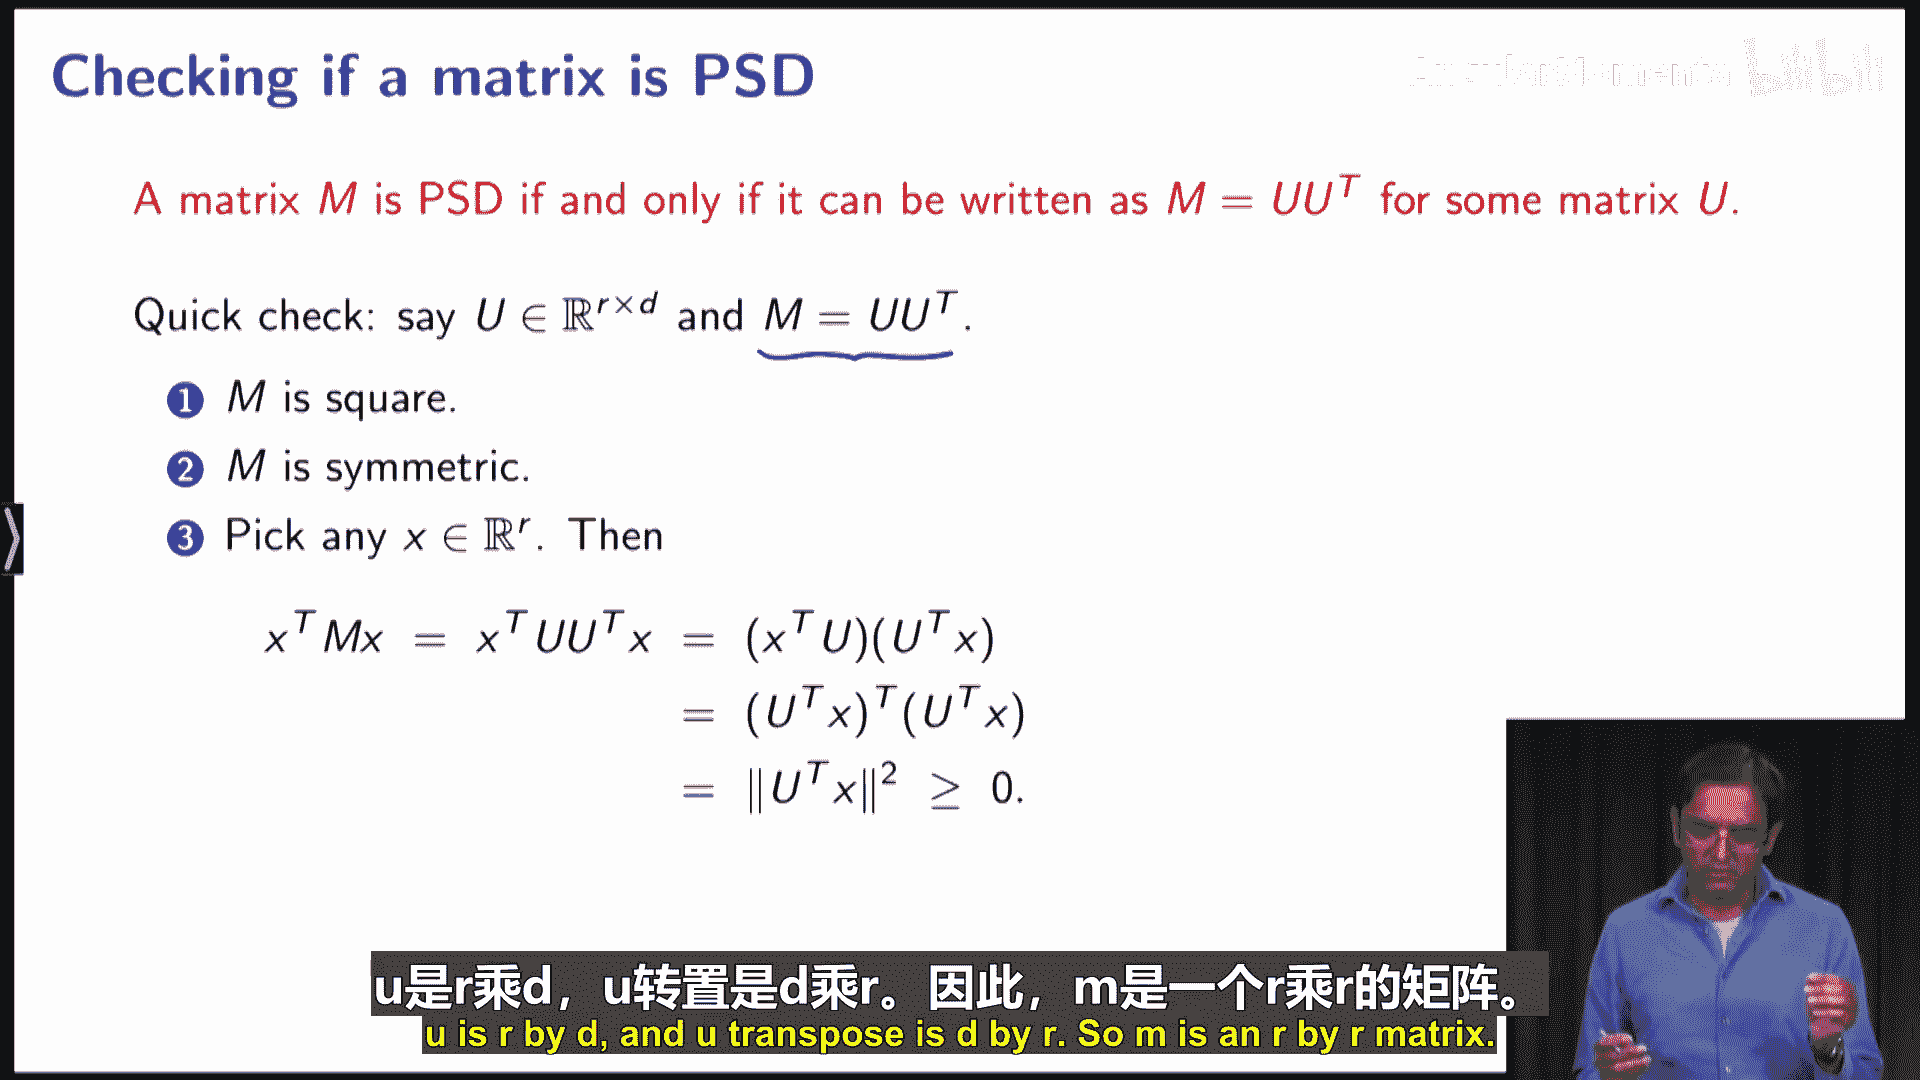 Checking if a matrix is PSD
bilibili
A matrix M is PSD if and only if it can be written as M = UU^T for some matrix U.
Quick check: say U ∈ ℝ^{r×d} and M = UU^T.
1 M is square.
2 M is symmetric.
3 Pick any x ∈ ℝ^r. Then
x^T Mx = x^T UU^T x = (x^T U)(U^T x)
= (U^T x)^T (U^T x)
= ‖U^T x‖² ≥ 0.
u是r乘d，u转置是d乘r。因此，m是一个r乘r的矩阵。
u is r by d, and u transpose is d by r. So m is an r by r matrix.